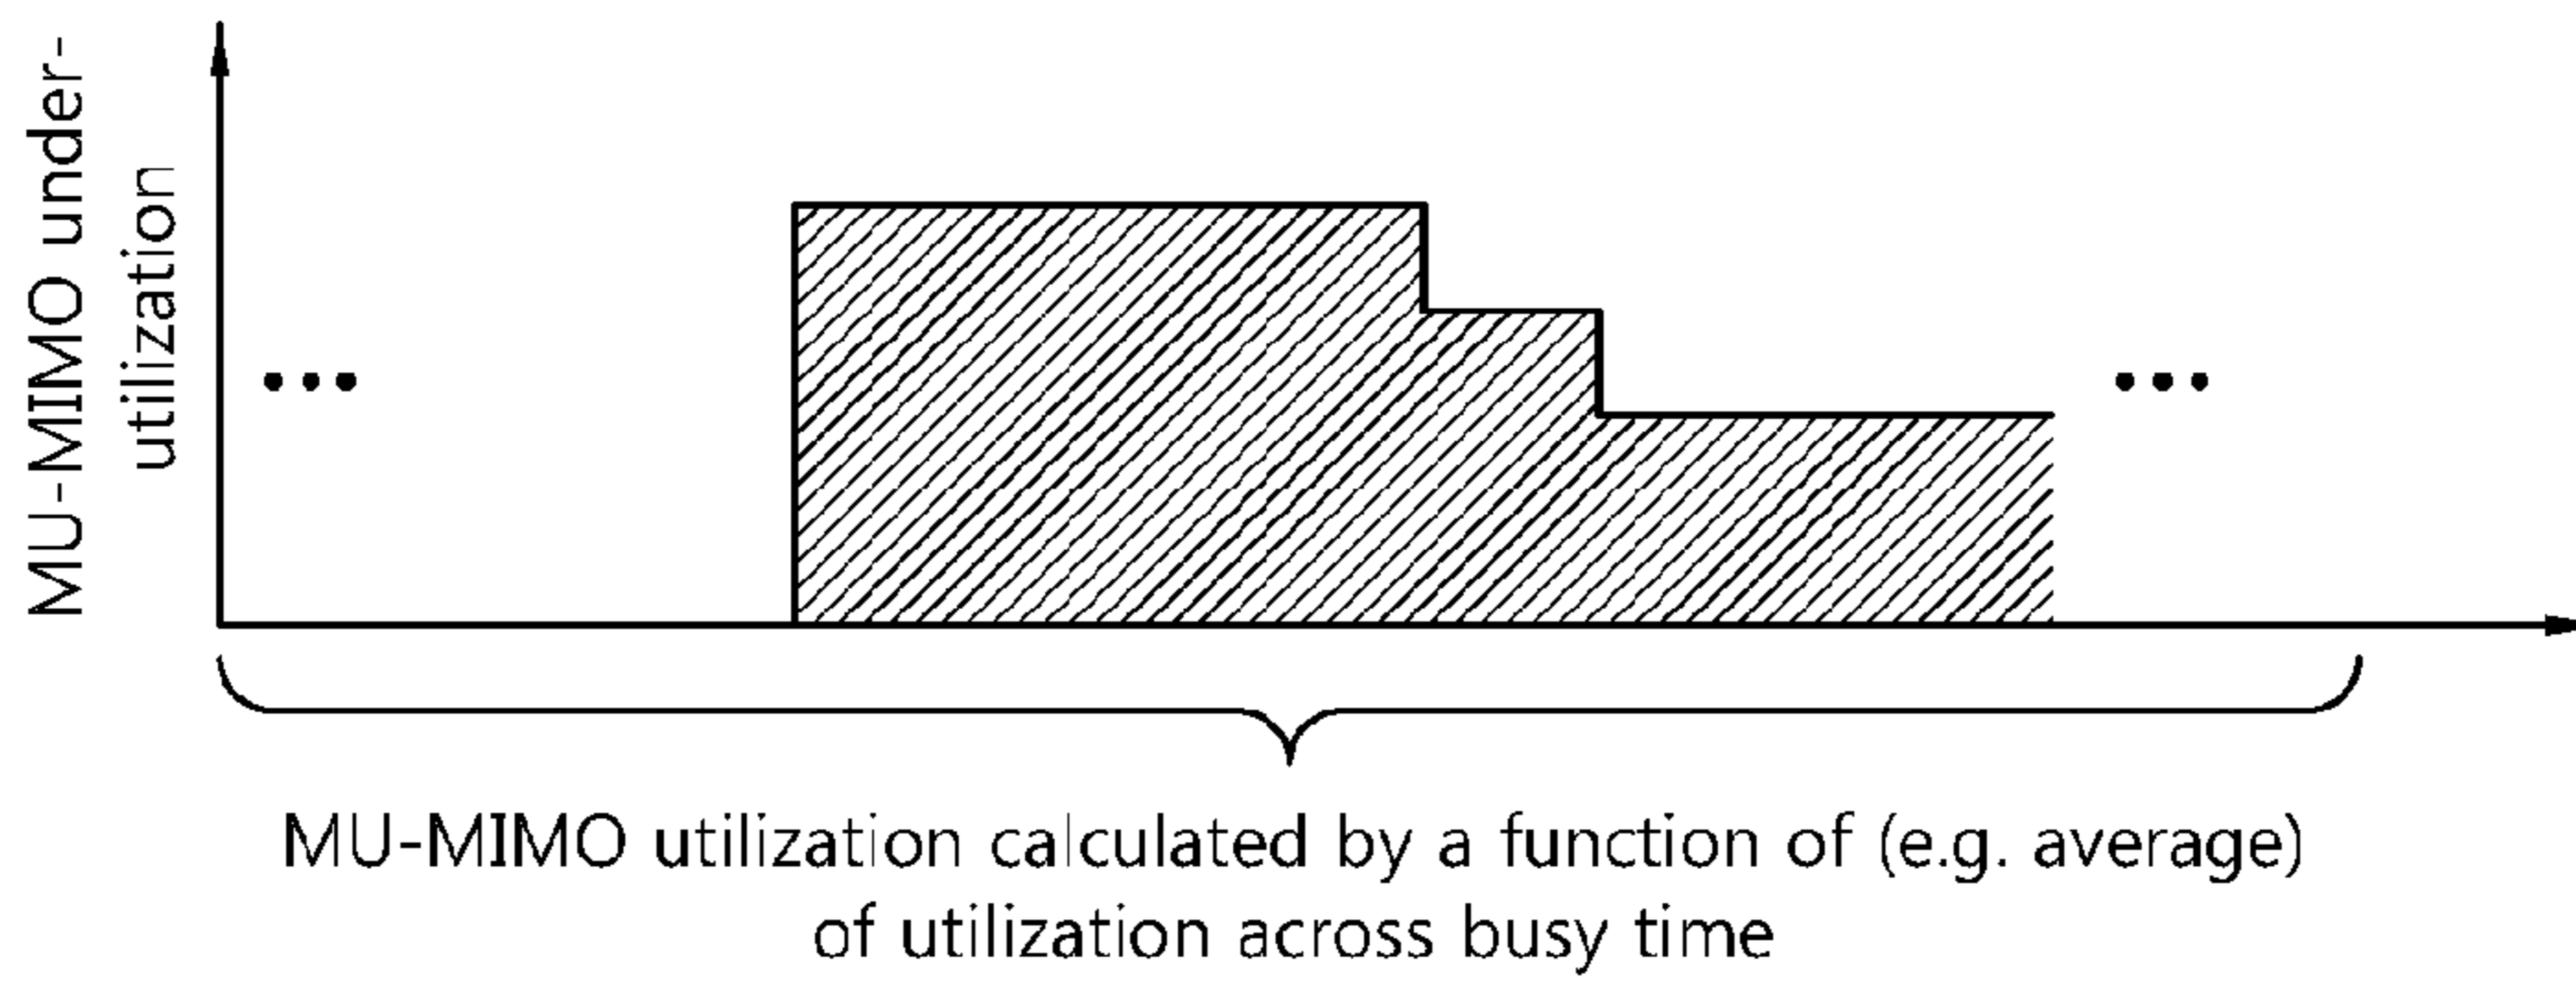 MU-MIMO under-
utilization
MU-MIMO utilization calculated by a function of (e.g. average)
of utilization across busy time